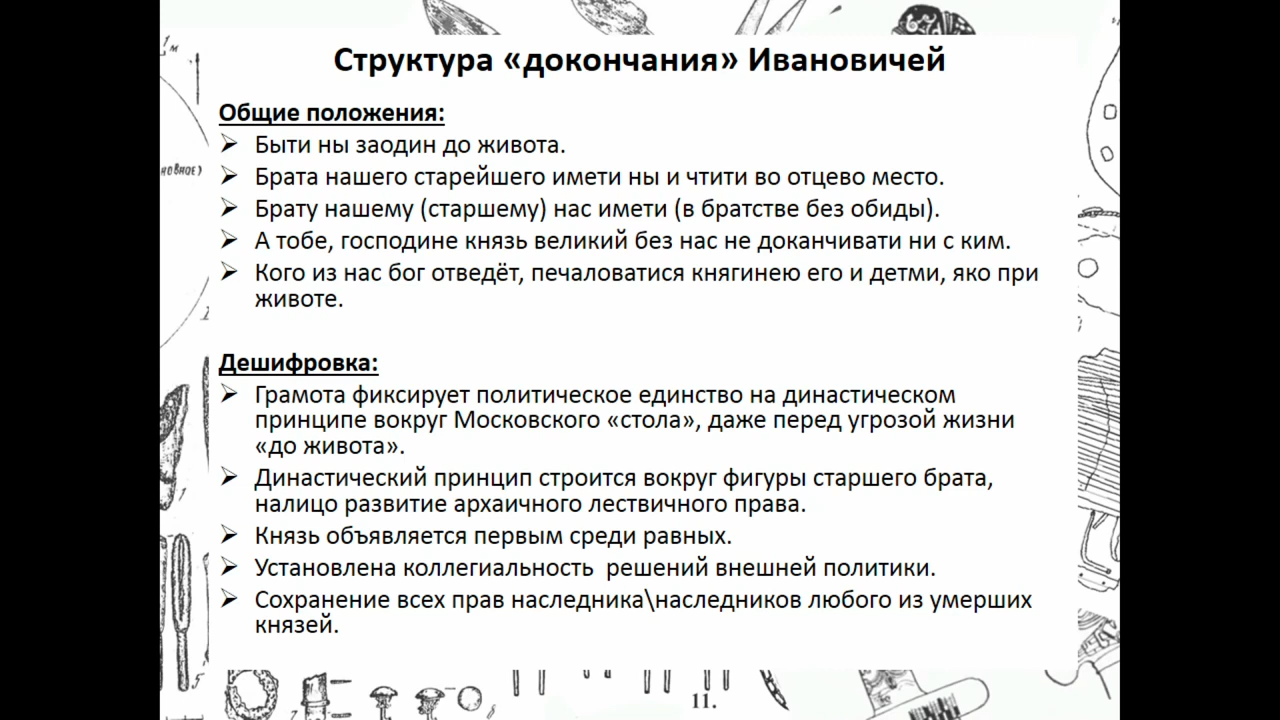 Структура «докончания» Ивановичей
Общие положения:
Быти ны заодин до живота.
Брата нашего старейшего имети ны и чтити во отцево место.
Брату нашему (старшему) нас имети (в братстве без обиды).
А тобе, господине князь великий без нас не доканчивати ни с ким.
Кого из нас бог отведёт, печаловатися княгинею его и детми, яко при
животе.
Дешифровка:
Грамота фиксирует политическое единство на династическом
принципе вокруг Московского «стола», даже перед угрозой жизни
«до живота».
Династический принцип строится вокруг фигуры старшего брата,
налицо развитие архаичного лествичного права.
Князь объявляется первым среди равных.
Установлена коллегиальность  решений внешней политики.
Сохранение всех прав наследника\наследников любого из умерших
князей.
11.